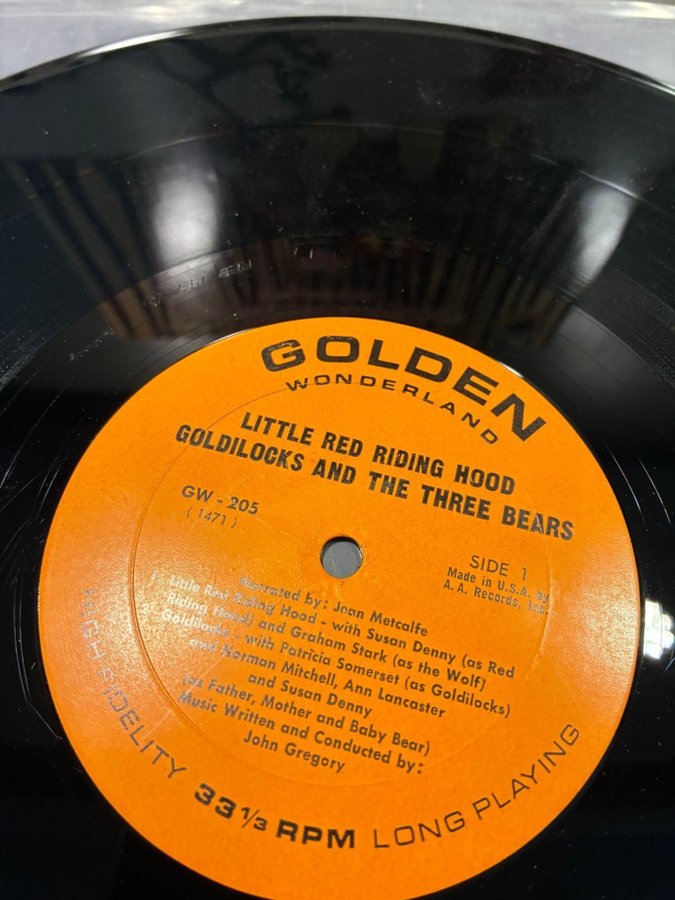 GOLDEN
WONDERLAND
LITTLE RED RIDING HOOD
GOLDILOCKS AND THE THREE BEARS
GW - 205
( 1471 )
SIDE 1
Made in U.S.A. by
A. A. Records, Inc.
Narrated by: Jean Metcalfe
Little Red Riding Hood - with Susan Denny (as Red
Riding Hood) and Graham Stark (as the Wolf)
Goldilocks - with Patricia Somerset (as Goldilocks)
and Norman Mitchell, Ann Lancaster
and Susan Denny
(as Father, Mother and Baby Bear)
Music Written and Conducted by:
John Gregory
HIGH FIDELITY 33 1/3 RPM LONG PLAYING